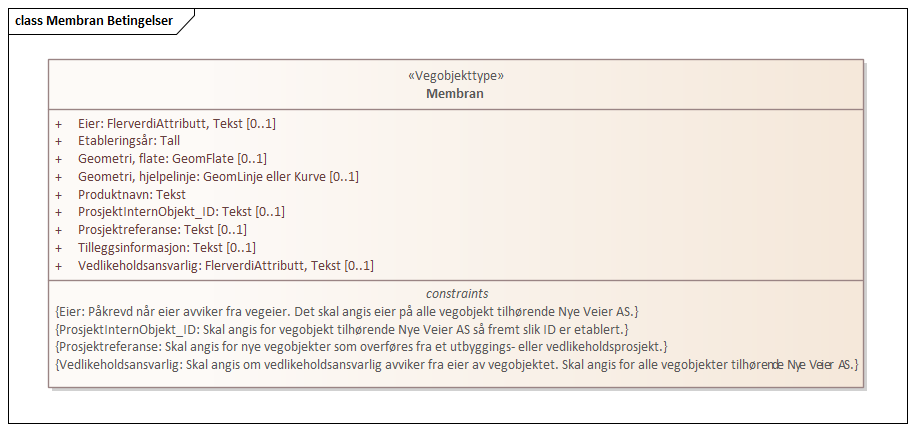 class Membran Betingelser
«Vegobjekttype»
Membran
+ Eier: FlerverdiAttributt, Tekst [0..1]
+ Etableringsår: Tall
+ Geometri, flate: GeomFlate [0..1]
+ Geometri, hjelpelinje: GeomLinje eller Kurve [0..1]
+ Produktnavn: Tekst
+ ProsjektInternObjekt_ID: Tekst [0..1]
+ Prosjektreferanse: Tekst [0..1]
+ Tilleggsinformasjon: Tekst [0..1]
+ Vedlikeholdsansvarlig: FlerverdiAttributt, Tekst [0..1]
constraints
{Eier: Påkrevd når eier avviker fra vegeier. Det skal angis eier på alle vegobjekt tilhørende Nye Veier AS.}
{ProsjektInternObjekt_ID: Skal angis for vegobjekt tilhørende Nye Veier AS så fremt slik ID er etablert.}
{Prosjektreferanse: Skal angis for nye vegobjekter som overføres fra et utbyggings- eller vedlikeholdsprosjekt.}
{Vedlikeholdsansvarlig: Skal angis om vedlikeholdsansvarlig avviker fra eier av vegobjektet. Skal angis for alle vegobjekter tilhørende Nye Veier AS.}